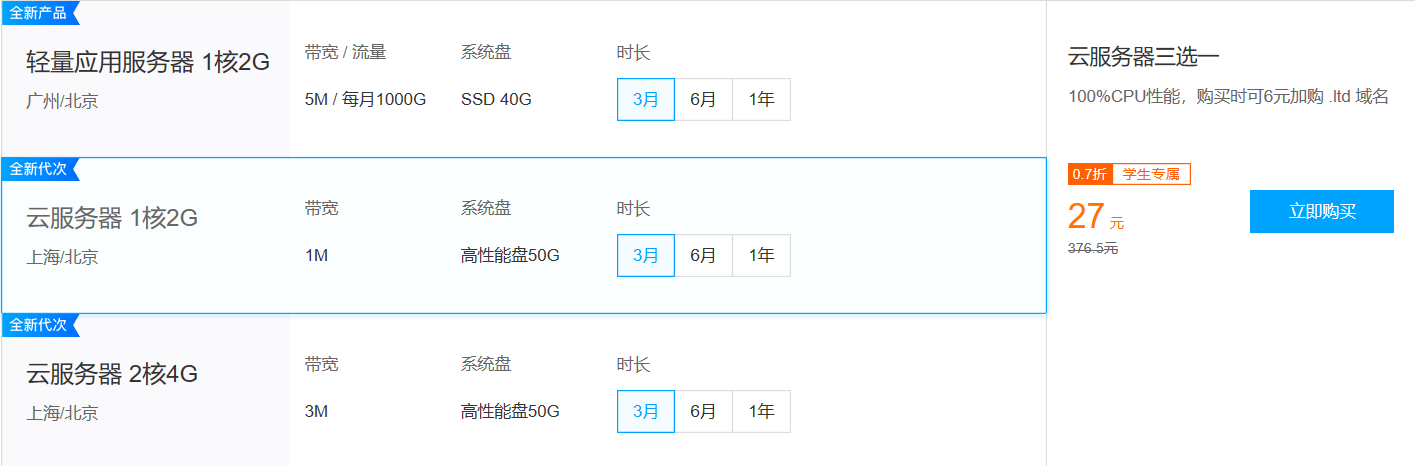 全新产品
轻量应用服务器 1核2G
广州/北京
带宽 / 流量
5M / 每月1000G
系统盘
SSD 40G
时长
3月 6月 1年
全新代次
云服务器 1核2G
上海/北京
带宽
1M
系统盘
高性能盘50G
时长
3月 6月 1年
全新代次
云服务器 2核4G
上海/北京
带宽
3M
系统盘
高性能盘50G
时长
3月 6月 1年
云服务器三选一
100%CPU性能，购买时可6元加购 .ltd 域名
0.7折 学生专属
27 元
376.5元
立即购买